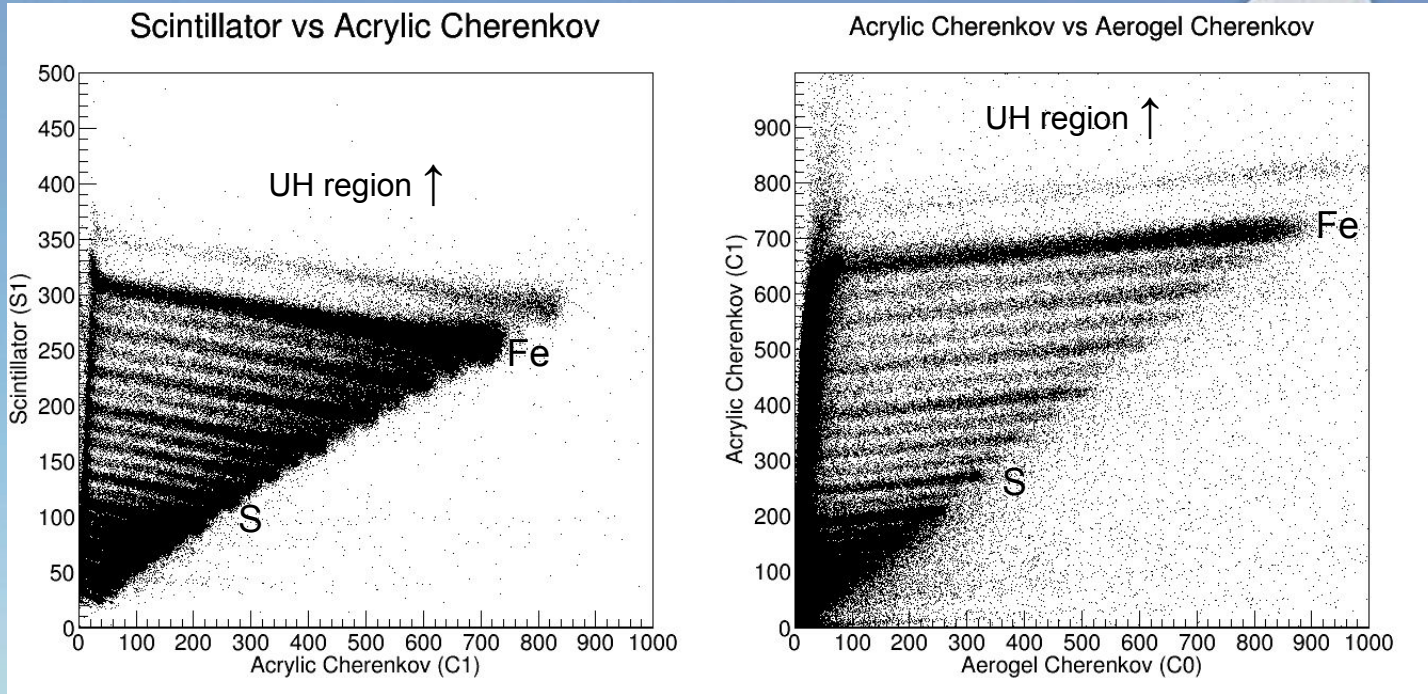 Scintillator vs Acrylic Cherenkov
500
450
400
350
300
250
200
150
100
50
0
Scintillator (S1)
UH region ↑
Fe
S
0 100 200 300 400 500 600 700 800 900 1000
Acrylic Cherenkov (C1)
Acrylic Cherenkov vs Aerogel Cherenkov
900
800
700
600
500
400
300
200
100
0
Acrylic Cherenkov (C1)
UH region ↑
Fe
S
0 100 200 300 400 500 600 700 800 900 1000
Aerogel Cherenkov (C0)